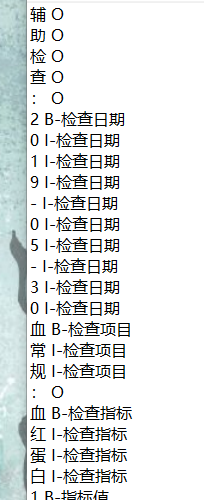 辅 O
助 O
检 O
查 O
： O
2 B-检查日期
0 I-检查日期
1 I-检查日期
9 I-检查日期
- I-检查日期
0 I-检查日期
5 I-检查日期
- I-检查日期
3 I-检查日期
0 I-检查日期
血 B-检查项目
常 I-检查项目
规 I-检查项目
： O
血 B-检查指标
红 I-检查指标
蛋 I-检查指标
白 I-检查指标
1 B-指标值